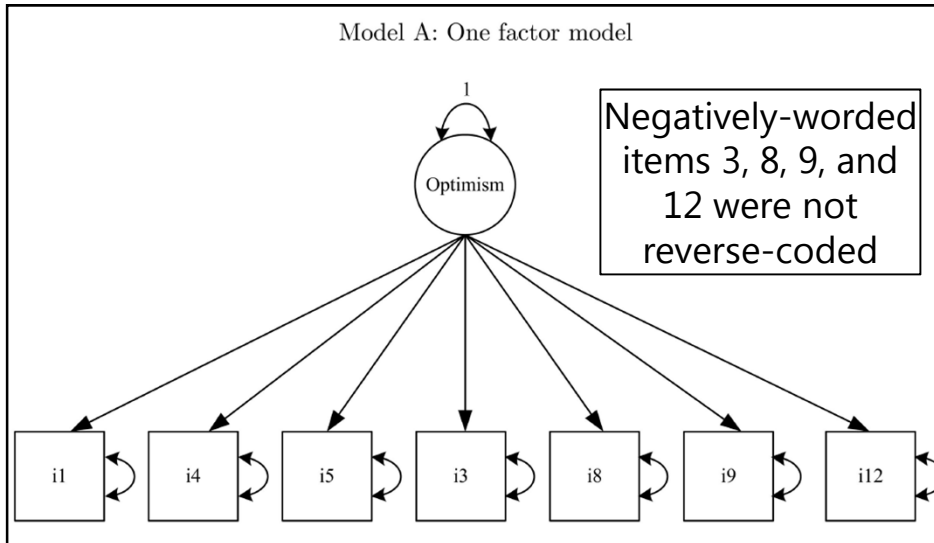 Model A: One factor model
1
Optimism
Negatively-worded
items 3, 8, 9, and
12 were not
reverse-coded
i1 i4 i5 i3 i8 i9 i12